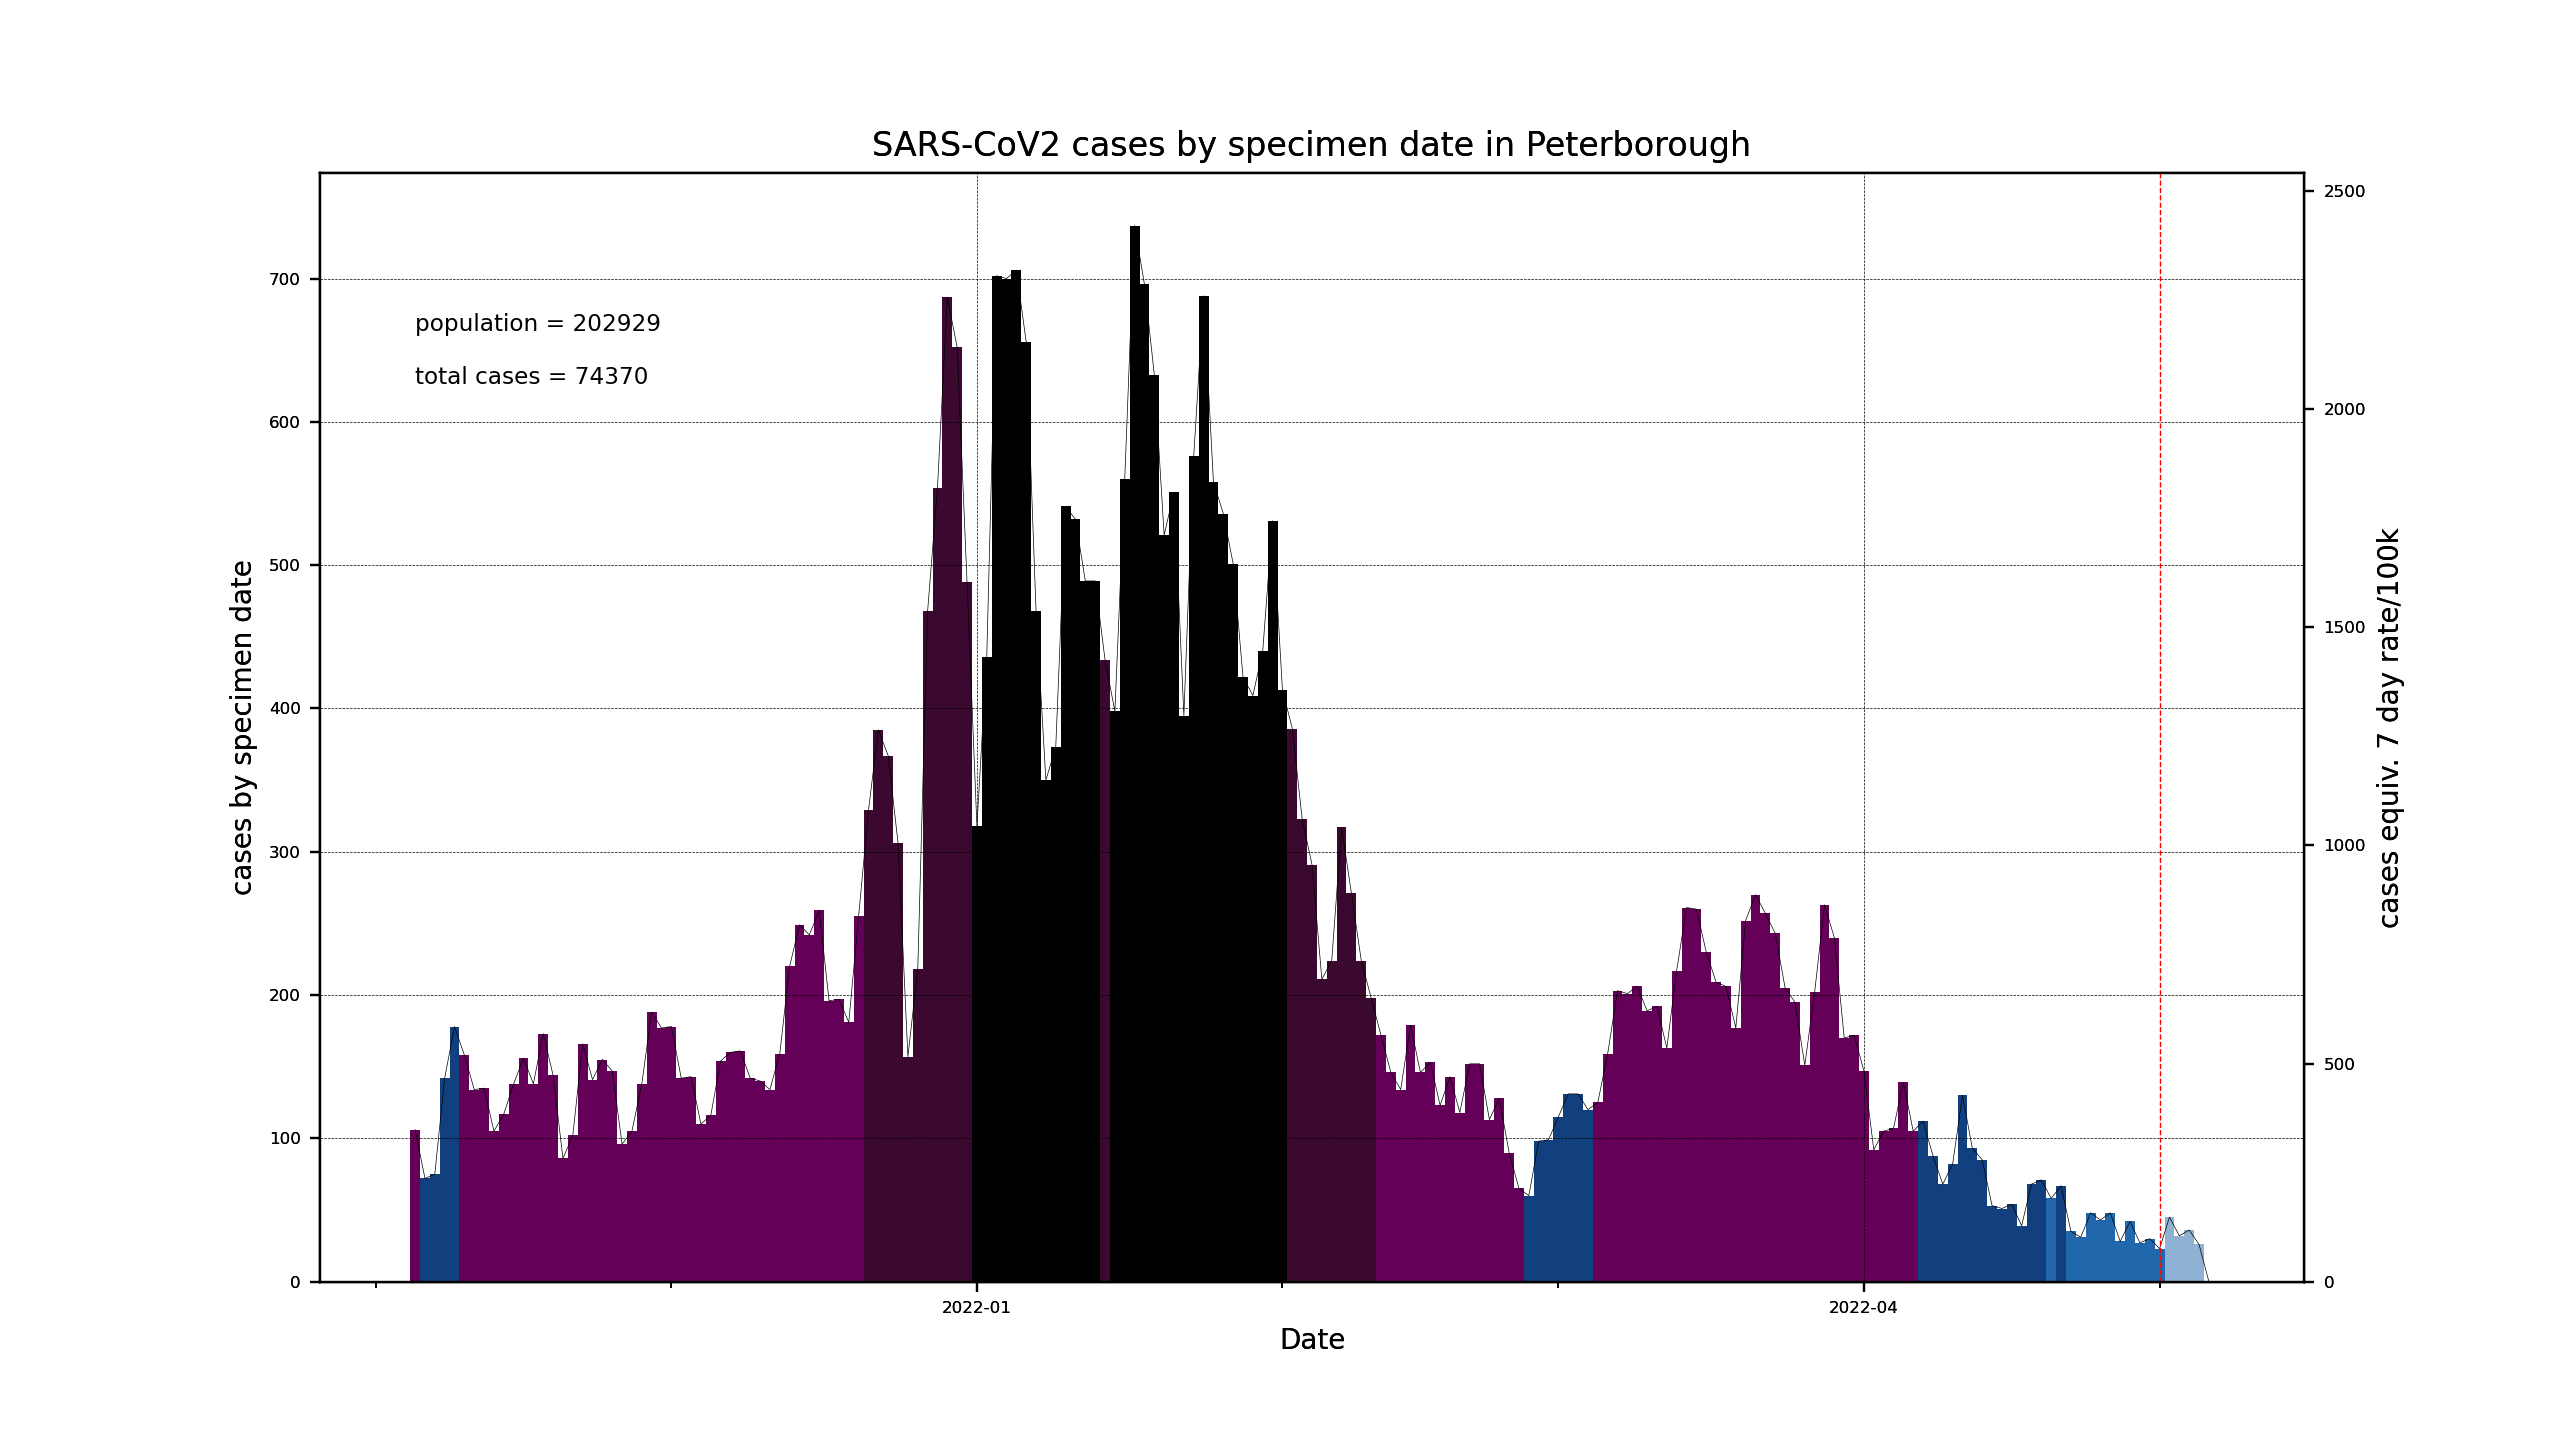 SARS-CoV2 cases by specimen date in Peterborough
population = 202929
total cases = 74370
cases by specimen date
700
600
500
400
300
200
100
0
2500
2000
1500
1000
500
0
cases equiv. 7 day rate/100k
2022-01
2022-04
Date